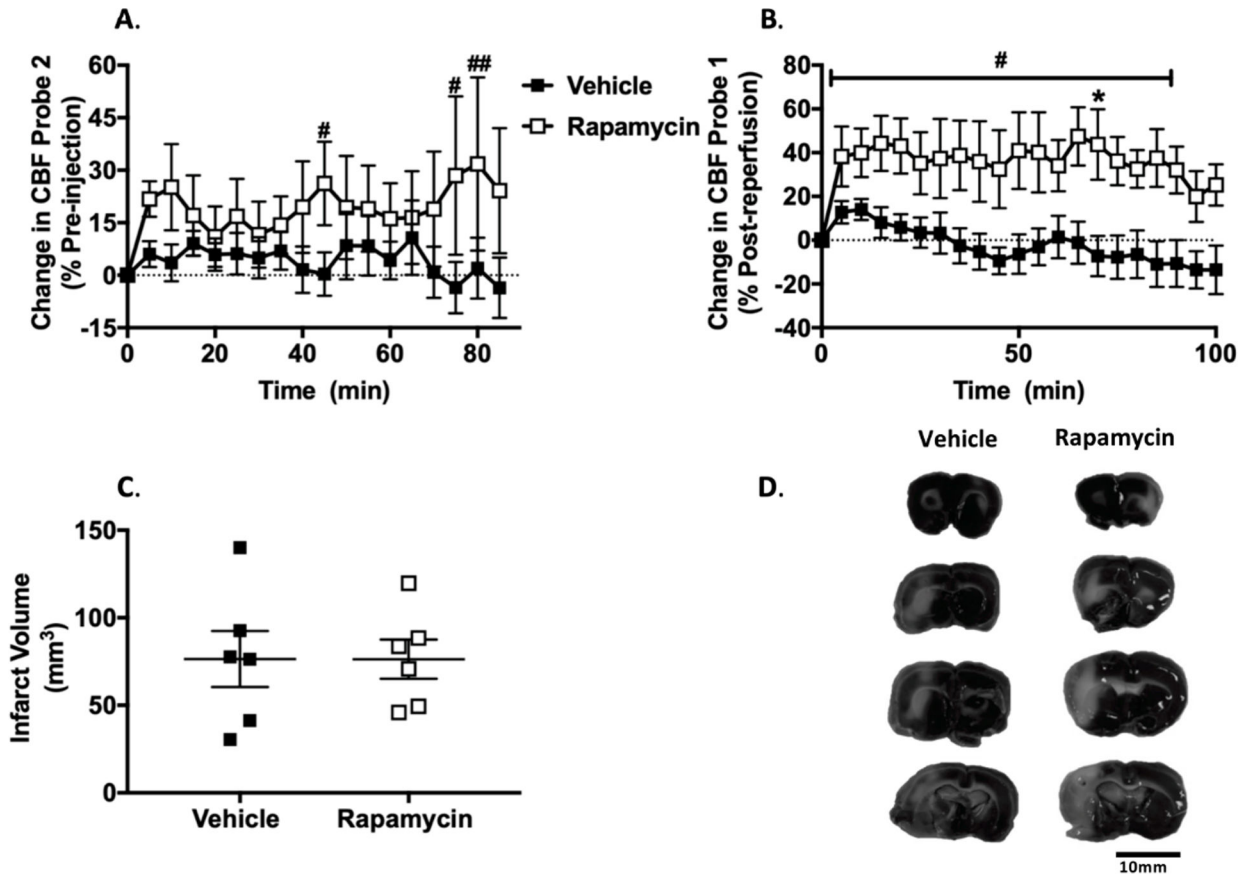 A.
Change in CBF Probe 2
(% Pre-injection)
60
45
30
15
0
-15
0
20
40
60
80
Time (min)
#
#
##
Vehicle
Rapamycin
B.
Change in CBF Probe 1
(% Post-reperfusion)
80
60
40
20
0
-20
-40
0
50
100
Time (min)
#
*
C.
Infarct Volume
(mm³)
150
100
50
0
Vehicle
Rapamycin
D.
Vehicle
Rapamycin
10mm